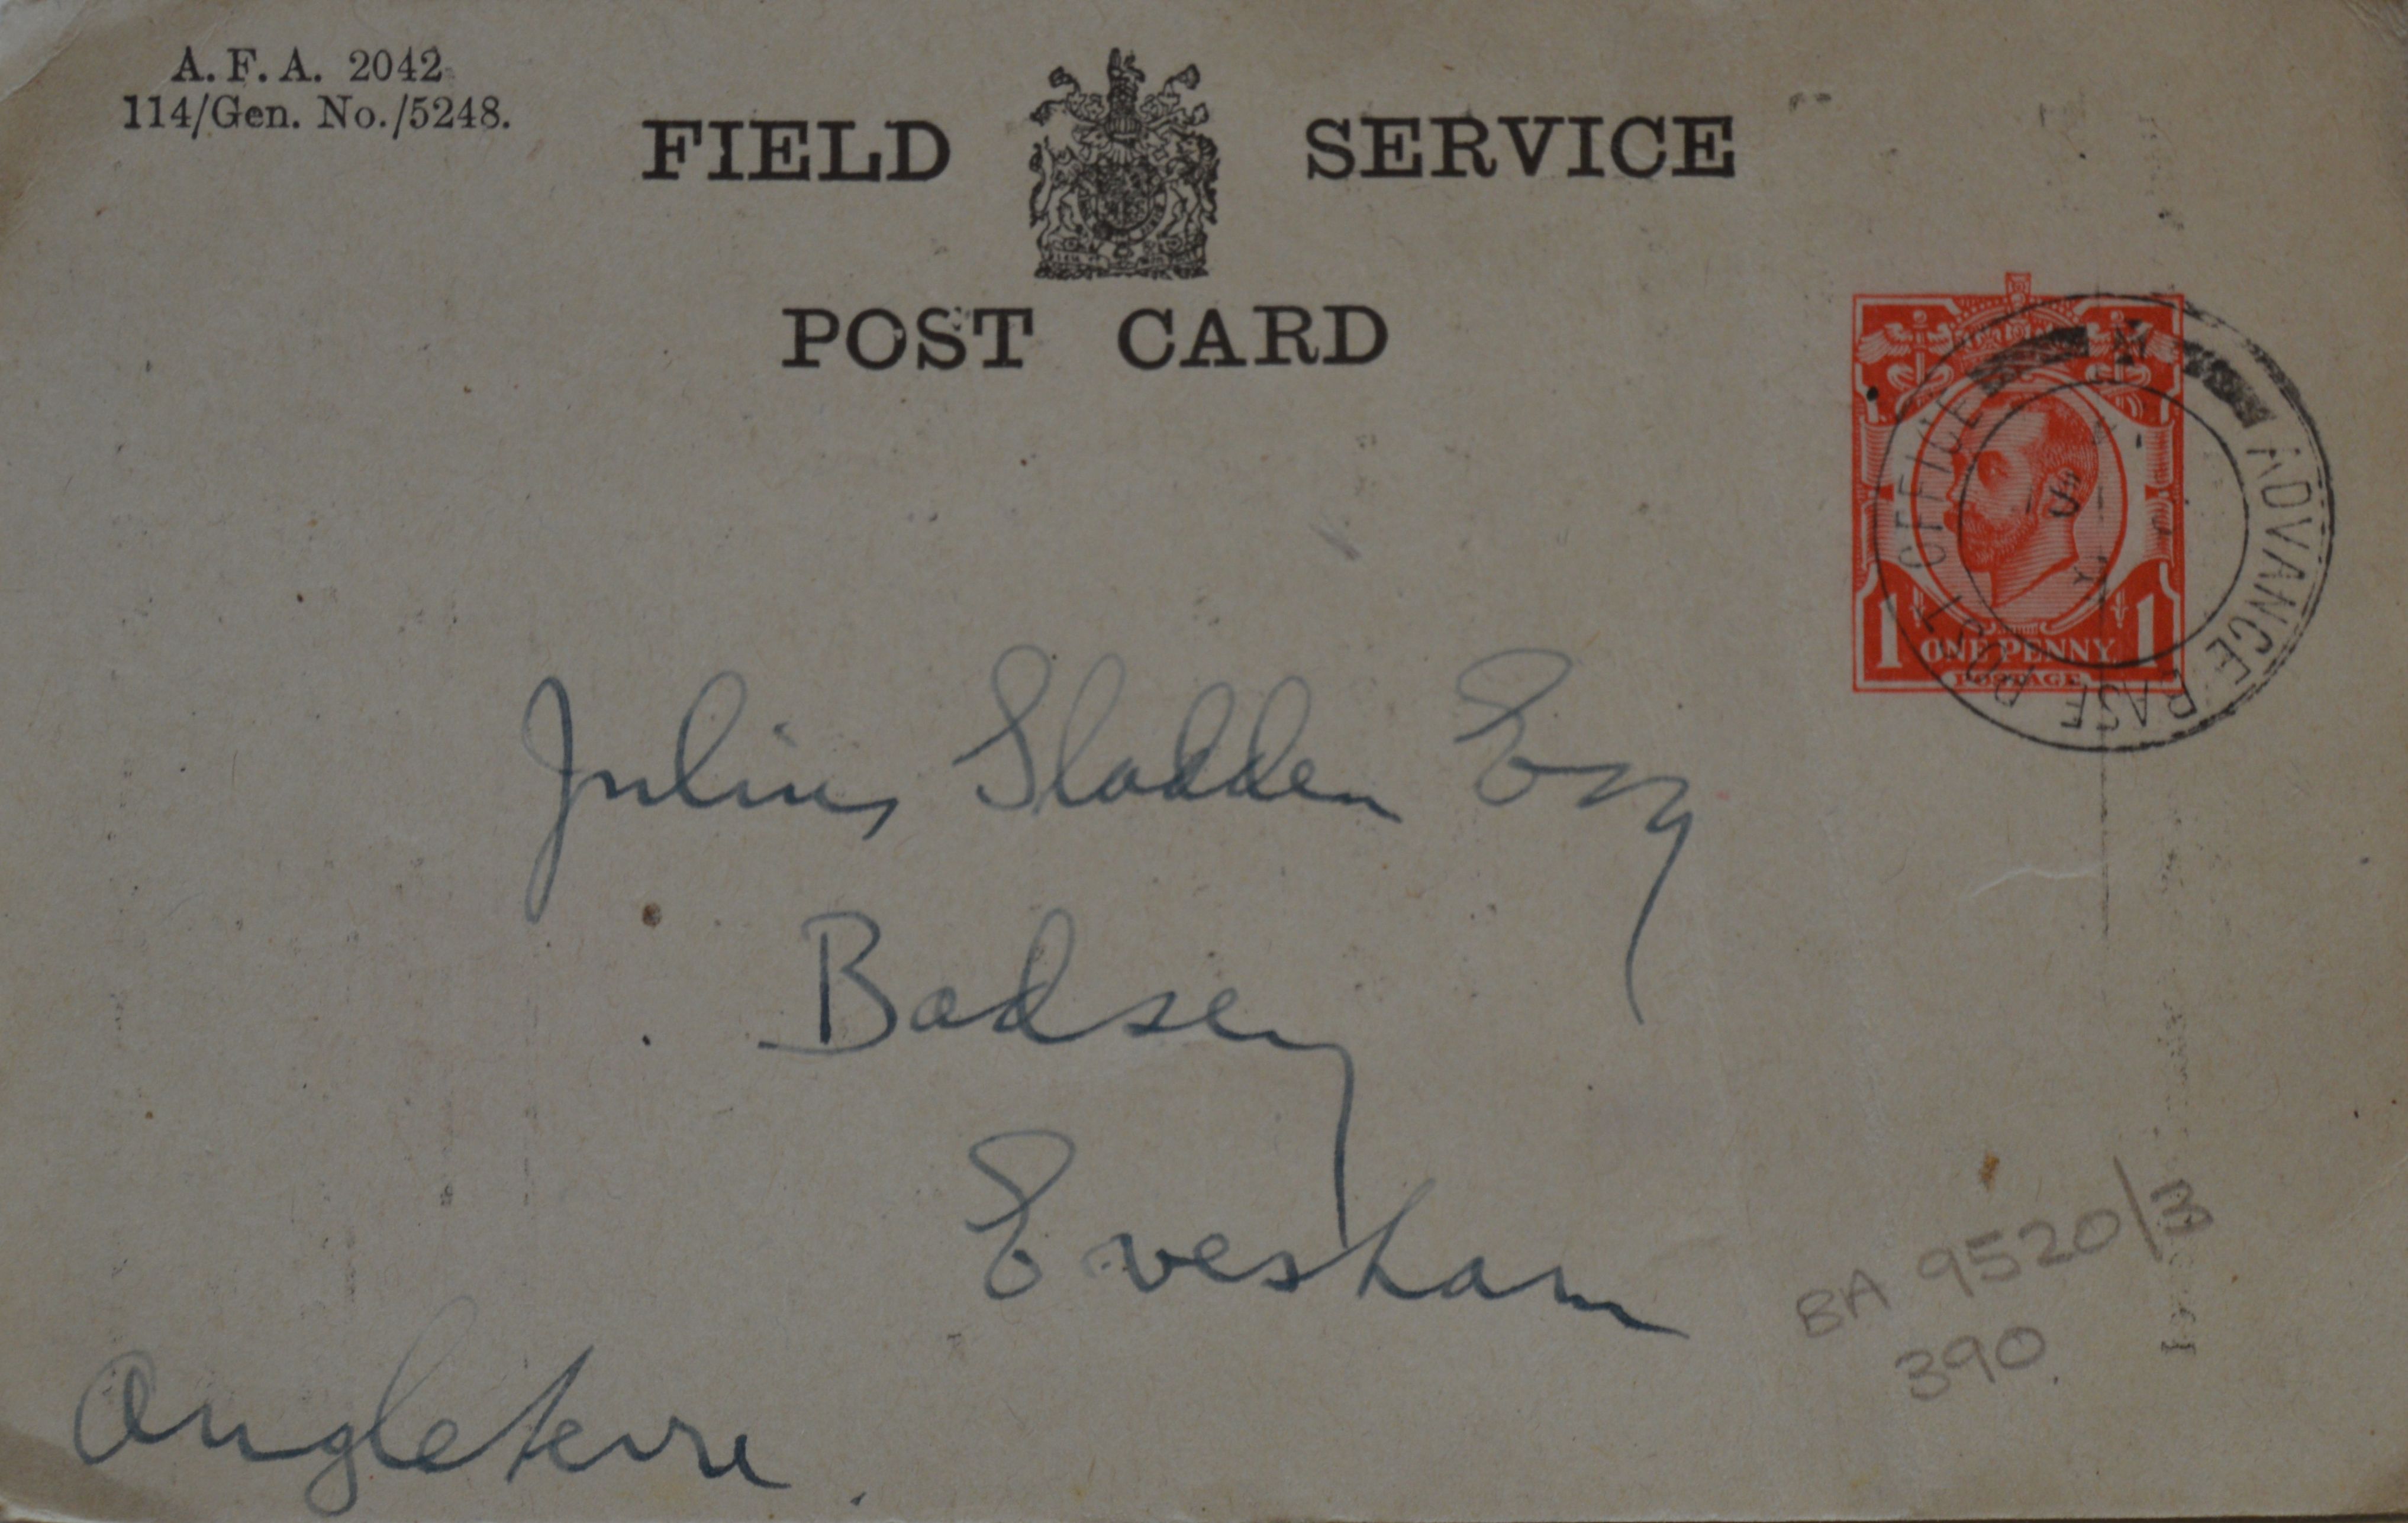 A. F. A. 2042
114/Gen. No./5248.
FIELD SERVICE
POST CARD
ADVANCE BASE POST OFFICE
1 ONE PENNY 1
POSTAGE
Julius Sladden Esq
Badsey
Evesham
Angleterre.
BA 9520/3
390.